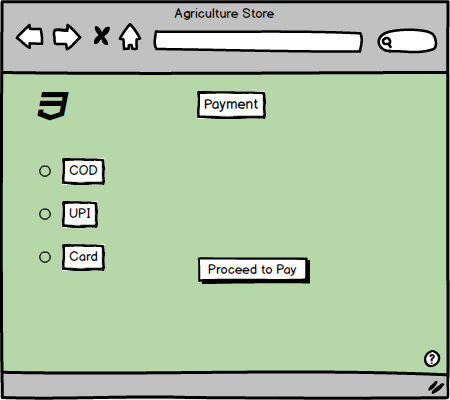 Agriculture Store
Payment
COD
UPI
Card
Proceed to Pay
?